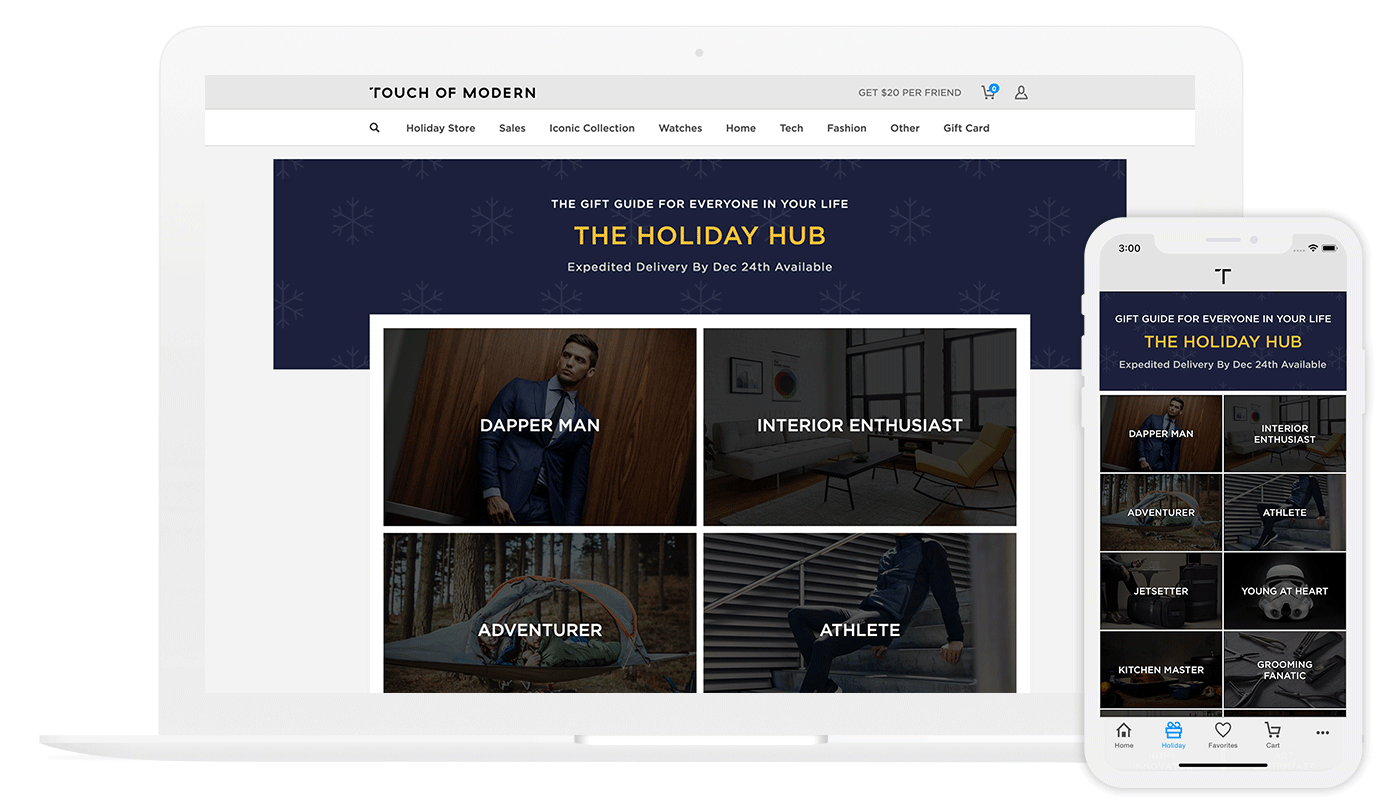 TOUCH OF MODERN
GET $20 PER FRIEND
0
Holiday Store Sales Iconic Collection Watches Home Tech Fashion Other Gift Card
THE GIFT GUIDE FOR EVERYONE IN YOUR LIFE
THE HOLIDAY HUB
Expedited Delivery By Dec 24th Available
DAPPER MAN
INTERIOR ENTHUSIAST
ADVENTURER
ATHLETE
3:00
T
GIFT GUIDE FOR EVERYONE IN YOUR LIFE
THE HOLIDAY HUB
Expedited Delivery By Dec 24th Available
DAPPER MAN
INTERIOR
ENTHUSIAST
ADVENTURER
ATHLETE
JETSETTER
YOUNG AT HEART
KITCHEN MASTER
GROOMING
FANATIC
Home Holiday Favorites Cart